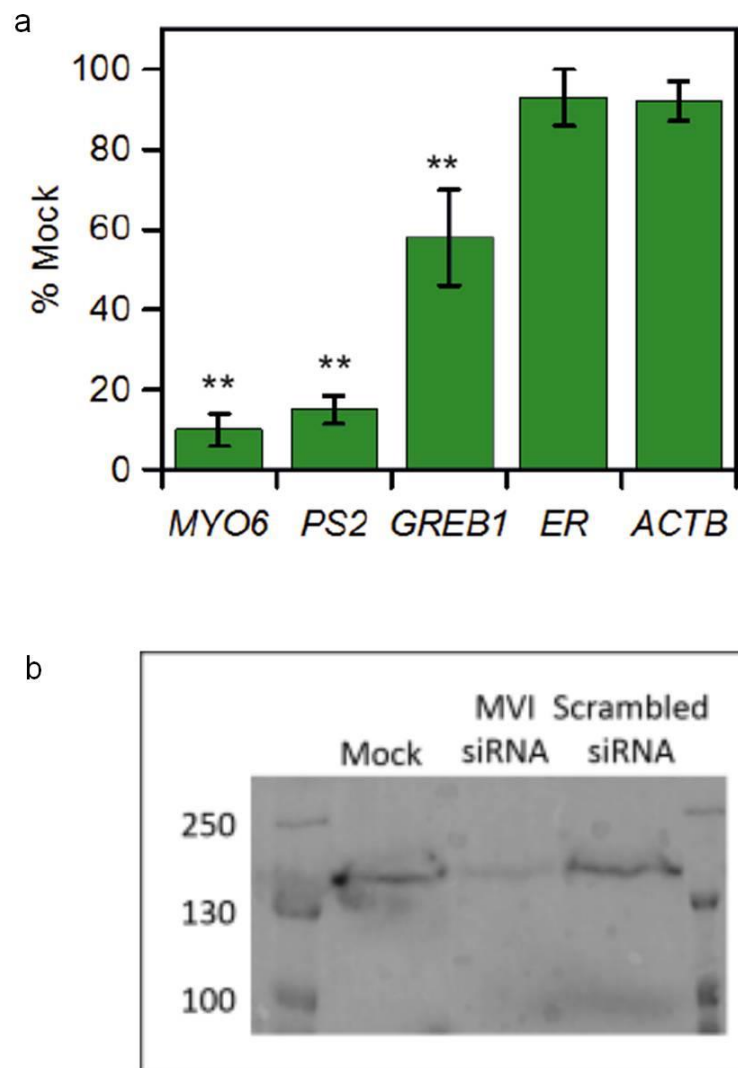 a
100
80
60
40
20
0
% Mock
**
**
**
MYO6 PS2 GREB1 ER ACTB
b
MVI Scrambled
Mock siRNA siRNA
250
130
100